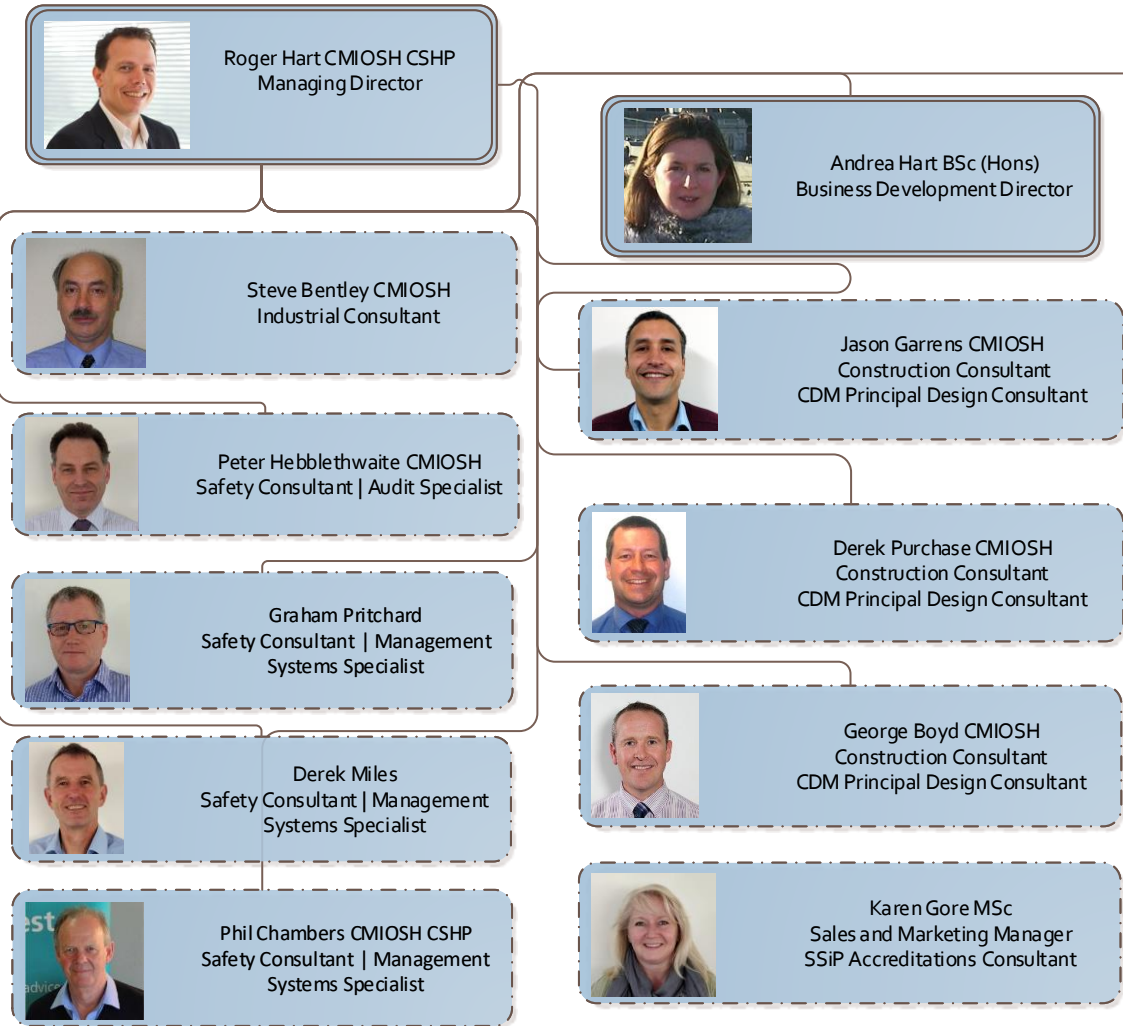 Roger Hart CMIOSH CSHP
Managing Director
Andrea Hart BSc (Hons)
Business Development Director
Steve Bentley CMIOSH
Industrial Consultant
Jason Garrens CMIOSH
Construction Consultant
CDM Principal Design Consultant
Peter Hebblethwaite CMIOSH
Safety Consultant | Audit Specialist
Derek Purchase CMIOSH
Construction Consultant
CDM Principal Design Consultant
Graham Pritchard
Safety Consultant | Management
Systems Specialist
George Boyd CMIOSH
Construction Consultant
CDM Principal Design Consultant
Derek Miles
Safety Consultant | Management
Systems Specialist
Karen Gore MSc
Sales and Marketing Manager
SSiP Accreditations Consultant
Phil Chambers CMIOSH CSHP
Safety Consultant | Management
Systems Specialist
est
advice